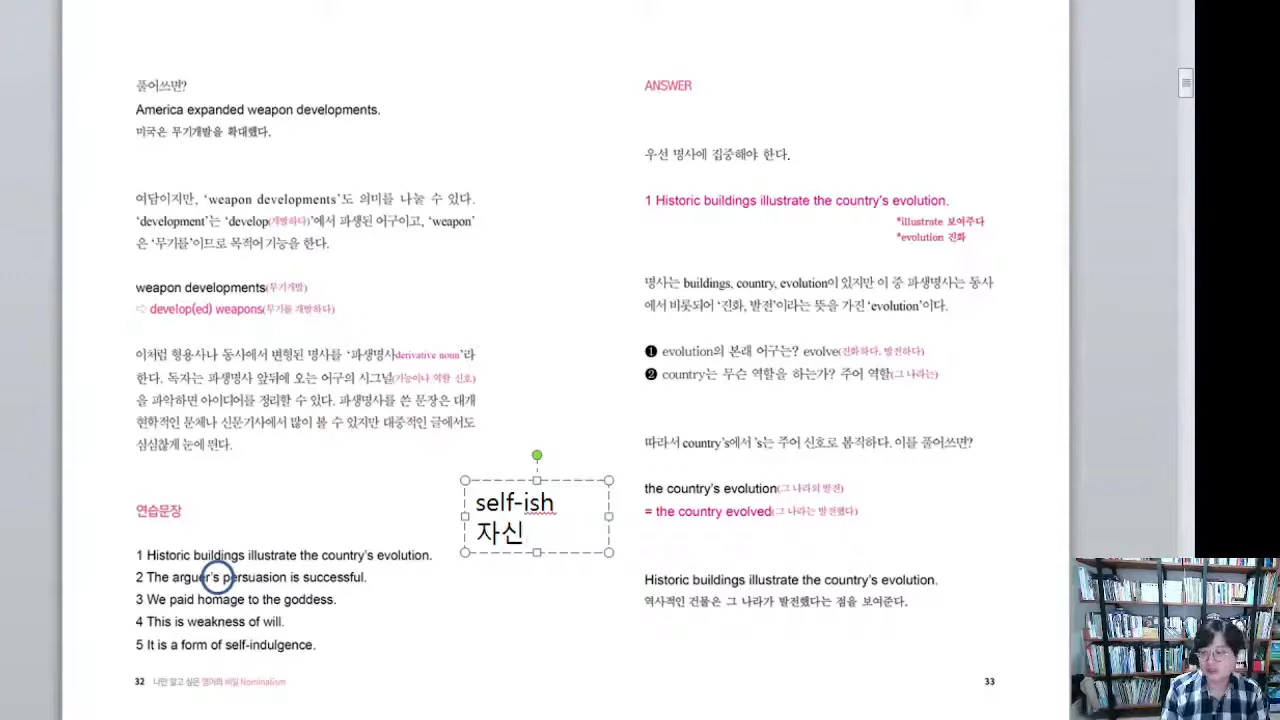 풀어쓰면?
America expanded weapon developments.
미국은 무기개발을 확대했다.
여담이지만, ‘weapon developments’도 의미를 나눌 수 있다.
‘development’는 ‘develop(개발하다)’에서 파생된 어구이고, ‘weapon’
은 ‘무기를’이므로 목적어 기능을 한다.
weapon developments(무기개발)
⇨ develop(ed) weapons(무기를 개발하다)
이처럼 형용사나 동사에서 변형된 명사를 ‘파생명사derivative noun’라
한다. 독자는 파생명사 앞뒤에 오는 어구의 시그널(기능이나 역할 신호)
을 파악하면 아이디어를 정리할 수 있다. 파생명사를 쓴 문장은 대개
현학적인 문체나 신문기사에서 많이 볼 수 있지만 대중적인 글에서도
심심찮게 눈에 띈다.
연습문장
1 Historic buildings illustrate the country’s evolution.
2 The arguer’s persuasion is successful.
3 We paid homage to the goddess.
4 This is weakness of will.
5 It is a form of self-indulgence.
32 나만 알고 싶은 영어의 비밀 Nominalism
self-ish
자신
ANSWER
우선 명사에 집중해야 한다.
1 Historic buildings illustrate the country’s evolution.
*illustrate 보여주다
*evolution 진화
명사는 buildings, country, evolution이 있지만 이 중 파생명사는 동사
에서 비롯되어 ‘진화, 발전’이라는 뜻을 가진 ‘evolution’이다.
❶ evolution의 본래 어구는? evolve(진화하다, 발전하다)
❷ country는 무슨 역할을 하는가? 주어 역할(그 나라는)
따라서 country’s에서 ’s는 주어 신호로 봄직하다. 이를 풀어쓰면?
the country’s evolution(그 나라의 발전)
= the country evolved(그 나라는 발전했다)
Historic buildings illustrate the country’s evolution.
역사적인 건물은 그 나라가 발전했다는 점을 보여준다.
33